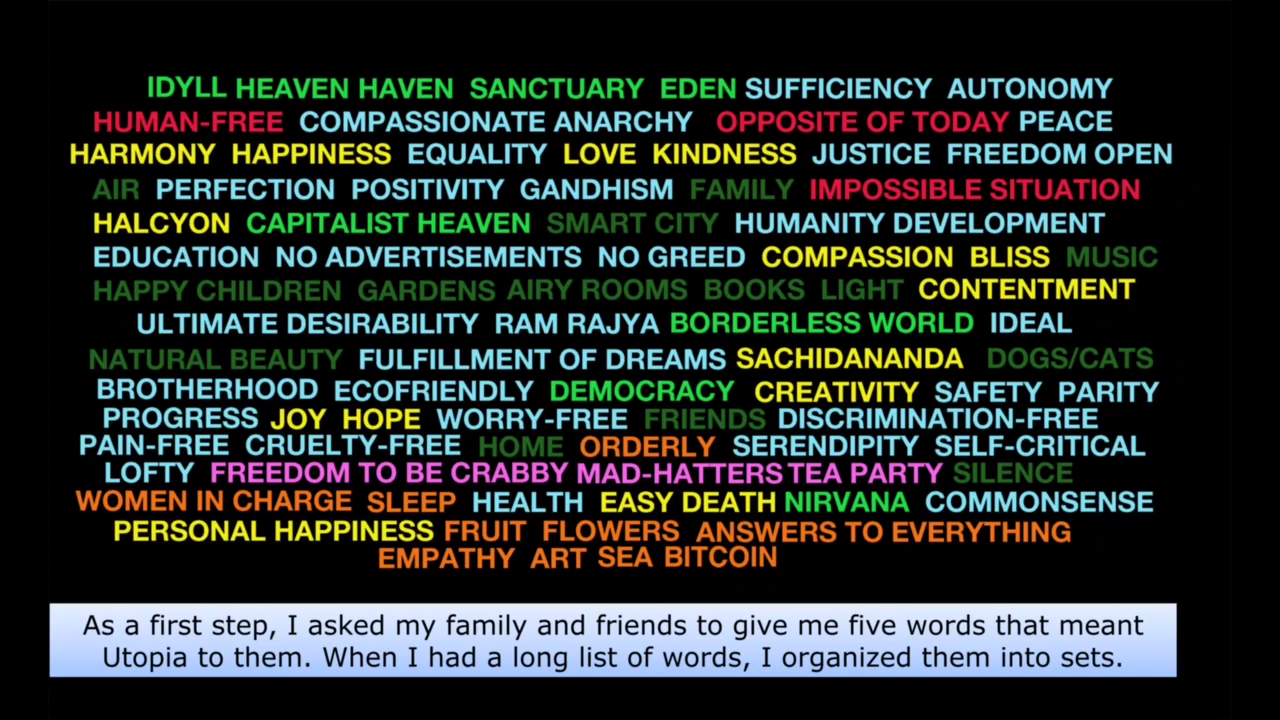 IDYLL HEAVEN HAVEN SANCTUARY EDEN SUFFICIENCY AUTONOMY
HUMAN-FREE COMPASSIONATE ANARCHY OPPOSITE OF TODAY PEACE
HARMONY HAPPINESS EQUALITY LOVE KINDNESS JUSTICE FREEDOM OPEN
AIR PERFECTION POSITIVITY GANDHISM FAMILY IMPOSSIBLE SITUATION
HALCYON CAPITALIST HEAVEN SMART CITY HUMANITY DEVELOPMENT
EDUCATION NO ADVERTISEMENTS NO GREED COMPASSION BLISS MUSIC
HAPPY CHILDREN GARDENS AIRY ROOMS BOOKS LIGHT CONTENTMENT
ULTIMATE DESIRABILITY RAM RAJYA BORDERLESS WORLD IDEAL
NATURAL BEAUTY FULFILLMENT OF DREAMS SACHIDANANDA DOGS/CATS
BROTHERHOOD ECOFRIENDLY DEMOCRACY CREATIVITY SAFETY PARITY
PROGRESS JOY HOPE WORRY-FREE FRIENDS DISCRIMINATION-FREE
PAIN-FREE CRUELTY-FREE HOME ORDERLY SERENDIPITY SELF-CRITICAL
LOFTY FREEDOM TO BE CRABBY MAD-HATTERS TEA PARTY SILENCE
WOMEN IN CHARGE SLEEP HEALTH EASY DEATH NIRVANA COMMONSENSE
PERSONAL HAPPINESS FRUIT FLOWERS ANSWERS TO EVERYTHING
EMPATHY ART SEA BITCOIN
As a first step, I asked my family and friends to give me five words that meant
Utopia to them. When I had a long list of words, I organized them into sets.